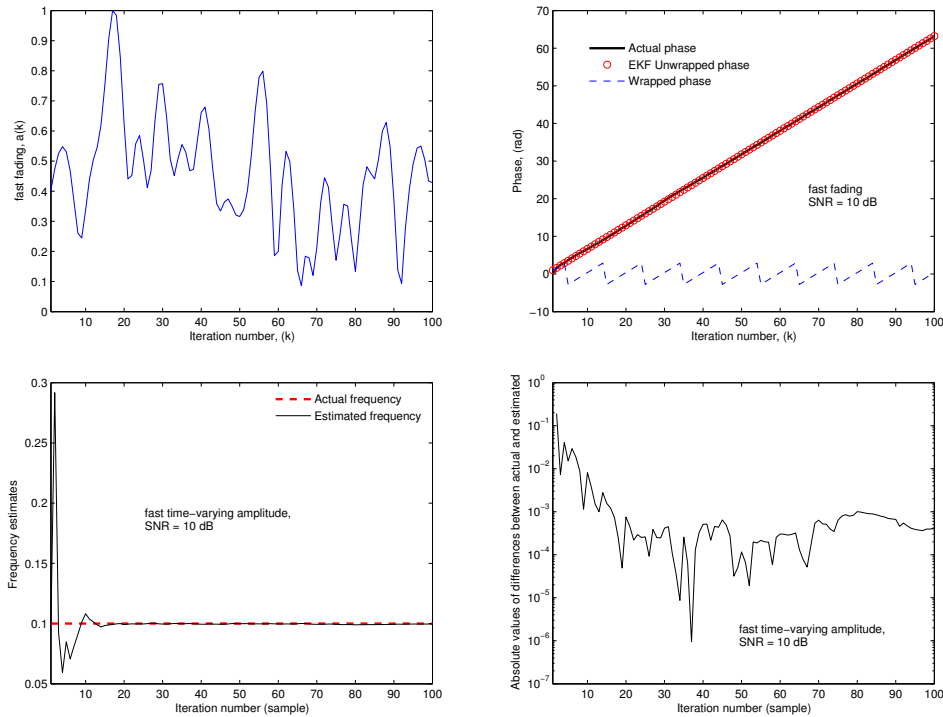 1
0.9
0.8
0.7
0.6
0.5
0.4
0.3
0.2
0.1
0
10 20 30 40 50 60 70 80 90 100
fast fading, a(k)
Iteration number, (k)
70
60
50
40
30
20
10
0
−10
10 20 30 40 50 60 70 80 90 100
Phase, (rad)
Iteration number, (k)
Actual phase
EKF Unwrapped phase
Wrapped phase
fast fading
SNR = 10 dB
0.3
0.25
0.2
0.15
0.1
0.05
10 20 30 40 50 60 70 80 90 100
Frequency estimates
Iteration number (sample)
Actual frequency
Estimated frequency
fast time−varying amplitude,
SNR = 10 dB
10^0
10^−1
10^−2
10^−3
10^−4
10^−5
10^−6
10^−7
10 20 30 40 50 60 70 80 90 100
Absolute values of differences between actual and estimated
Iteration number (sample)
fast time−varying amplitude,
SNR = 10 dB